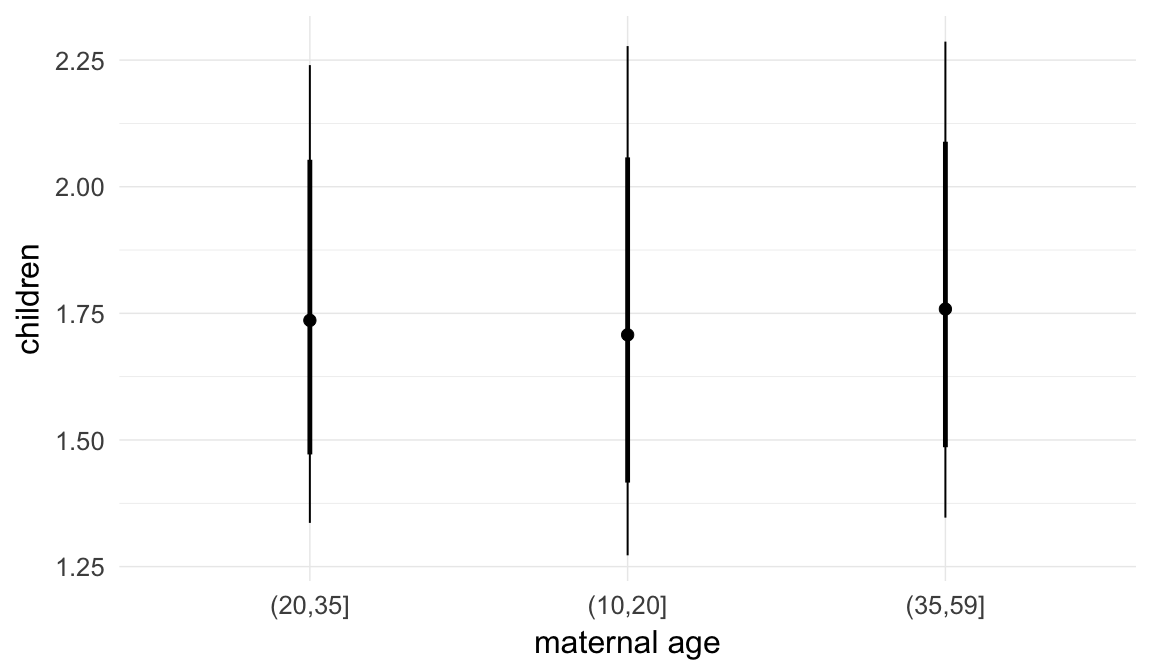 children
2.25
2.00
1.75
1.50
1.25
(20,35] (10,20] (35,59]
maternal age